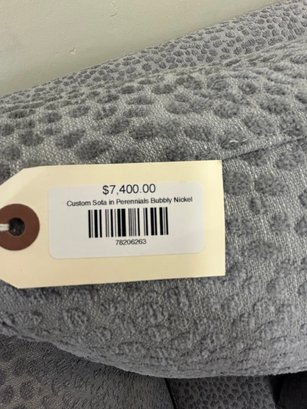 $7,400.00
Custom Sofa in Perennials Bubbly Nickel
78206263